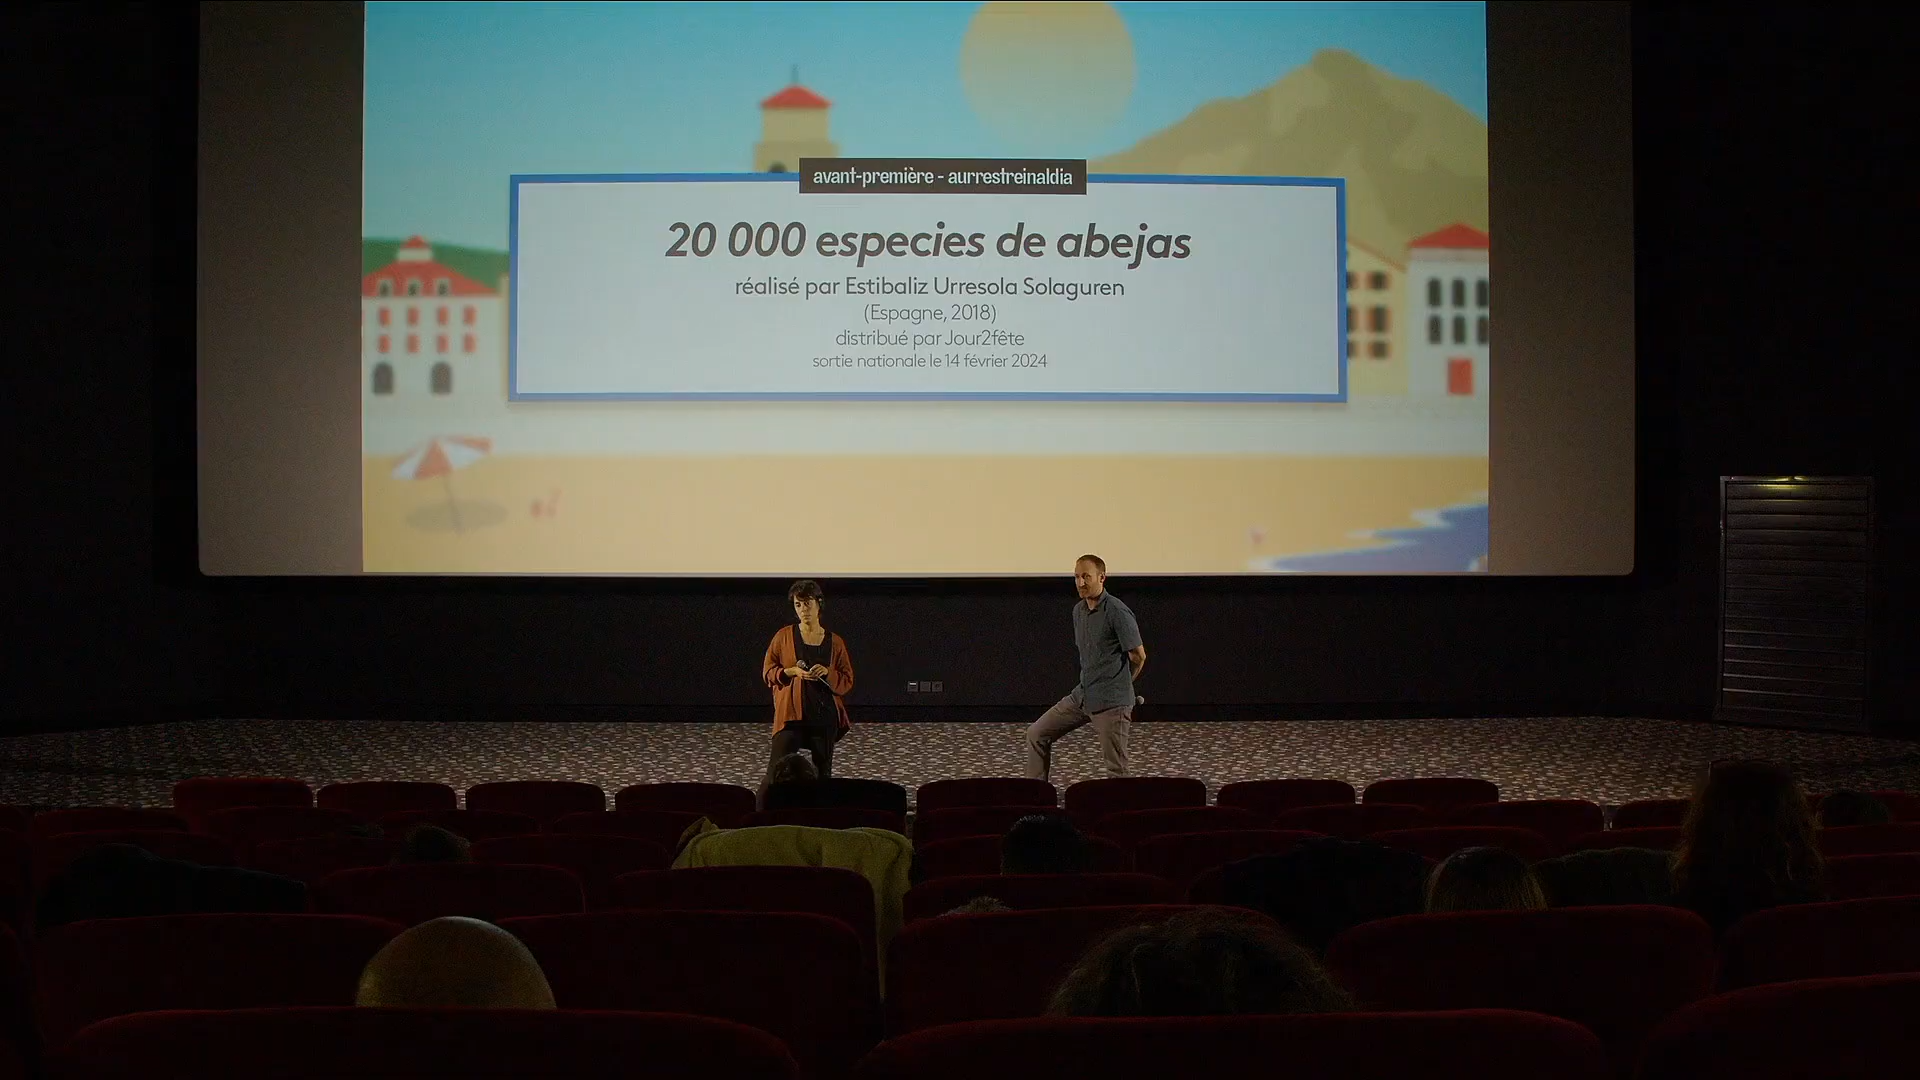 avant-première - aurrestreinaldia
20 000 especies de abejas
réalisé par Estibaliz Urresola Solaguren
(Espagne, 2018)
distribué par Jour2fête
sortie nationale le 14 février 2024